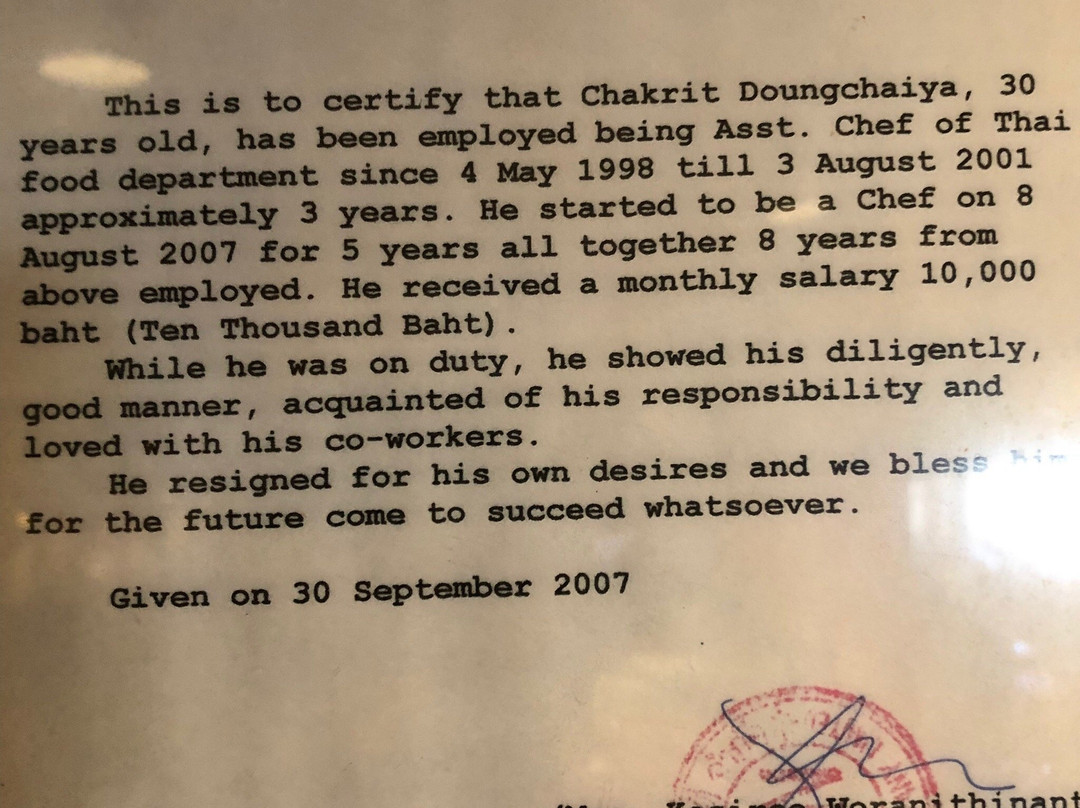 This is to certify that Chakrit Doungchaiya, 30
years old, has been employed being Asst. Chef of Thai
food department since 4 May 1998 till 3 August 2001
approximately 3 years. He started to be a Chef on 8
August 2007 for 5 years all together 8 years from
above employed. He received a monthly salary 10,000
baht (Ten Thousand Baht).
While he was on duty, he showed his diligently,
good manner, acquainted of his responsibility and
loved with his co-workers.
He resigned for his own desires and we bless him
for the future come to succeed whatsoever.
Given on 30 September 2007